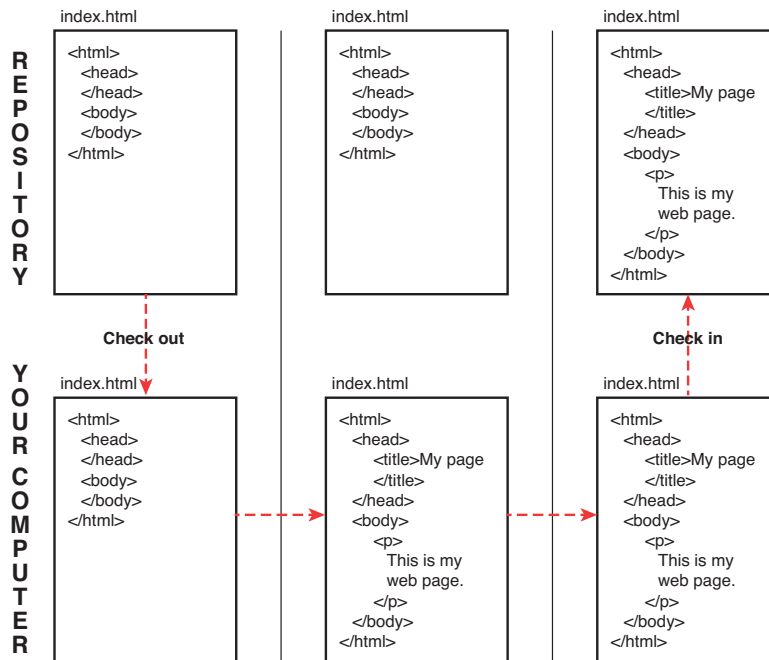 REPOSITORY
index.html
<html>
<head>
</head>
<body>
</body>
</html>
index.html
<html>
<head>
</head>
<body>
</body>
</html>
index.html
<html>
<head>
<title>My page
</title>
</head>
<body>
<p>
This is my
web page.
</p>
</body>
</html>
Check out
Check in
YOUR COMPUTER
index.html
<html>
<head>
</head>
<body>
</body>
</html>
index.html
<html>
<head>
<title>My page
</title>
</head>
<body>
<p>
This is my
web page.
</p>
</body>
</html>
index.html
<html>
<head>
<title>My page
</title>
</head>
<body>
<p>
This is my
web page.
</p>
</body>
</html>